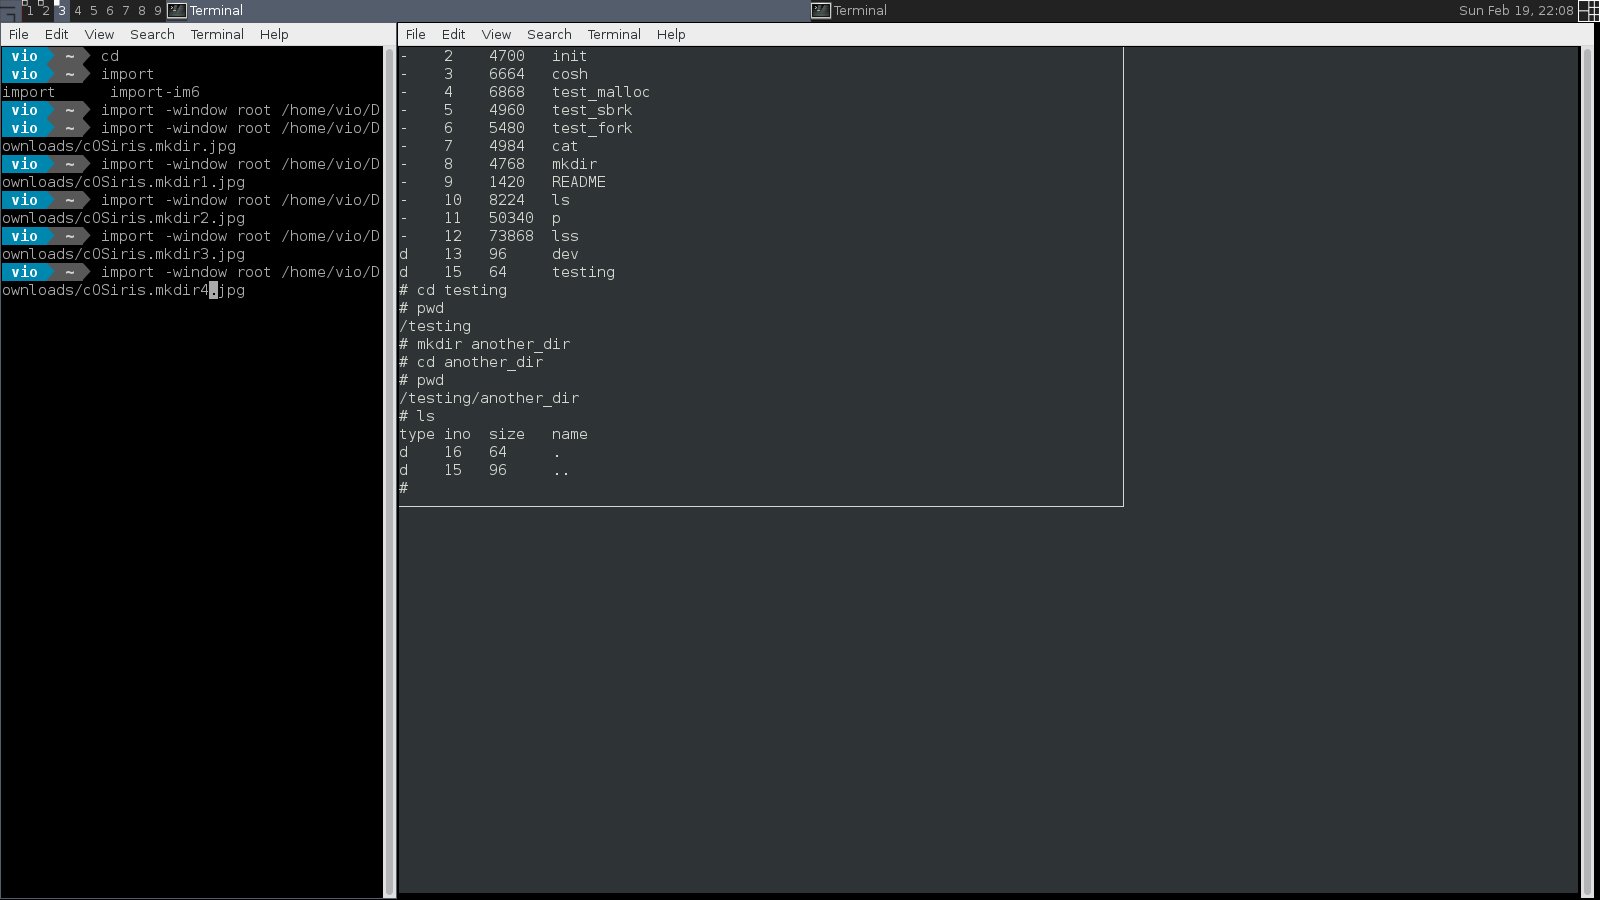 1 2 3 4 5 6 7 8 9 Terminal Terminal Sun Feb 19, 22:08
File Edit View Search Terminal Help
vio ~ cd
vio ~ import
import import-im6
vio ~ import -window root /home/vio/D
vio ~ import -window root /home/vio/D
ownloads/cOSiris.mkdir.jpg
vio ~ import -window root /home/vio/D
ownloads/cOSiris.mkdir1.jpg
vio ~ import -window root /home/vio/D
ownloads/cOSiris.mkdir2.jpg
vio ~ import -window root /home/vio/D
ownloads/cOSiris.mkdir3.jpg
vio ~ import -window root /home/vio/D
ownloads/cOSiris.mkdir4.jpg
File Edit View Search Terminal Help
- 2 4700 init
- 3 6664 cosh
- 4 6868 test_malloc
- 5 4960 test_sbrk
- 6 5480 test_fork
- 7 4984 cat
- 8 4768 mkdir
- 9 1420 README
- 10 8224 ls
- 11 50340 p
- 12 73868 lss
d 13 96 dev
d 15 64 testing
# cd testing
# pwd
/testing
# mkdir another_dir
# cd another_dir
# pwd
/testing/another_dir
# ls
type ino size name
d 16 64 .
d 15 96 ..
#